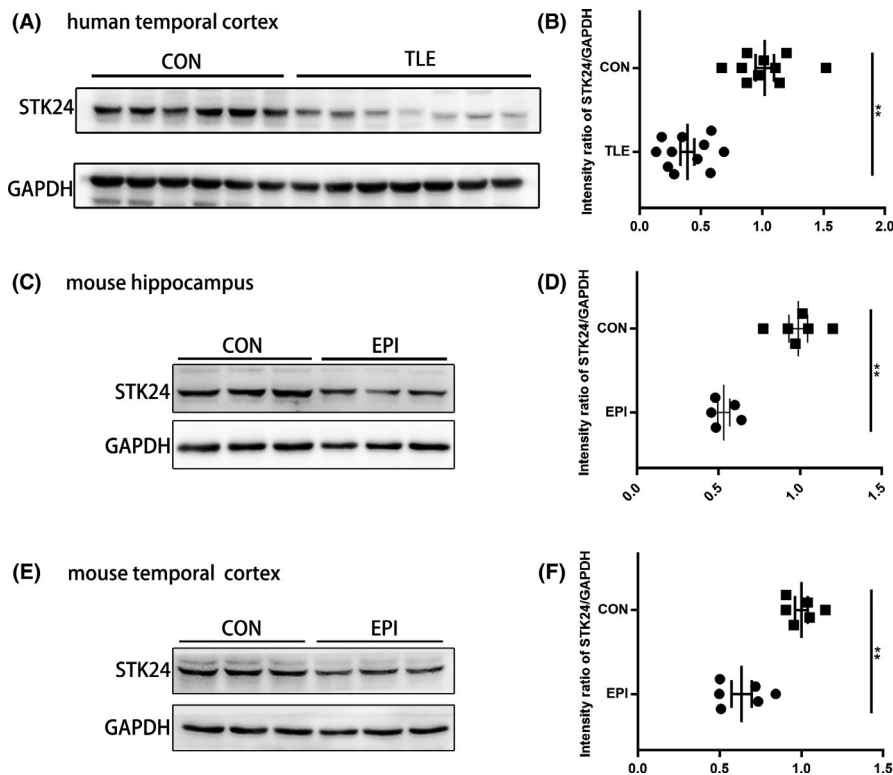 (A) human temporal cortex
CON TLE
STK24
GAPDH
(B)
Intensity ratio of STK24/GAPDH
CON
TLE
**
0.0 0.5 1.0 1.5 2.0
(C) mouse hippocampus
CON EPI
STK24
GAPDH
(D)
Intensity ratio of STK24/GAPDH
CON
EPI
**
0.0 0.5 1.0 1.5
(E) mouse temporal cortex
CON EPI
STK24
GAPDH
(F)
Intensity ratio of STK24/GAPDH
CON
EPI
**
0.0 0.5 1.0 1.5